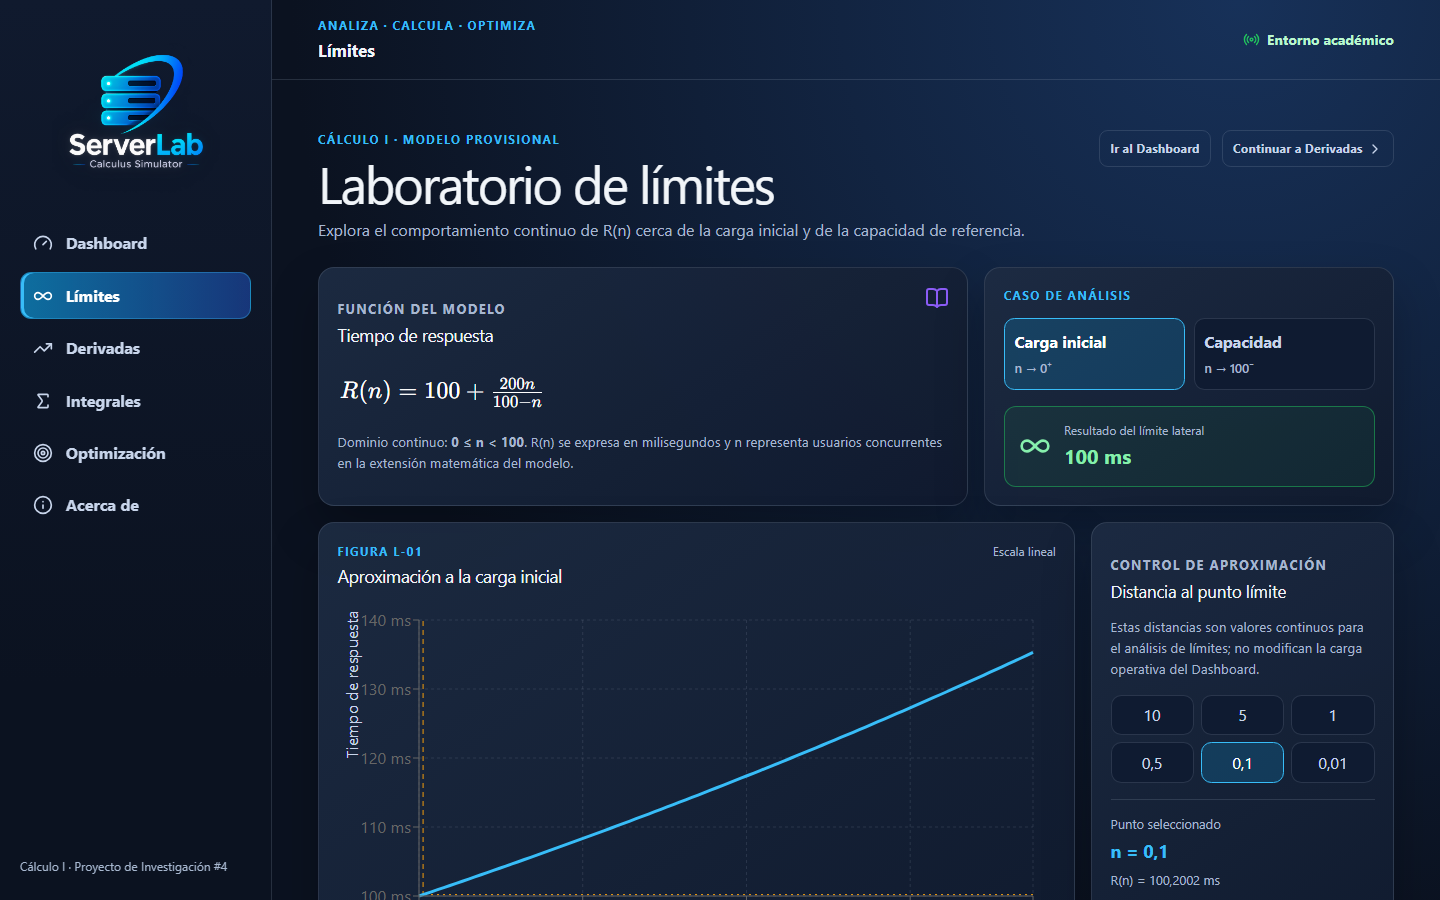 ServerLab
Calculus Simulator
Dashboard
Límites
Derivadas
Integrales
Optimización
Acerca de
Cálculo I · Proyecto de Investigación #4
ANALIZA · CALCULA · OPTIMIZA
Límites
Entorno académico
CÁLCULO I · MODELO PROVISIONAL
Laboratorio de límites
Explora el comportamiento continuo de R(n) cerca de la carga inicial y de la capacidad de referencia.
Ir al Dashboard
Continuar a Derivadas
FUNCIÓN DEL MODELO
Tiempo de respuesta
R(n) = 100 + 200n/(100−n)
Dominio continuo: 0 ≤ n < 100. R(n) se expresa en milisegundos y n representa usuarios concurrentes
en la extensión matemática del modelo.
CASO DE ANÁLISIS
Carga inicial
n → 0⁺
Capacidad
n → 100⁻
Resultado del límite lateral
100 ms
FIGURA L-01
Escala lineal
Aproximación a la carga inicial
Tiempo de respuesta
140 ms
130 ms
120 ms
110 ms
100 ms
CONTROL DE APROXIMACIÓN
Distancia al punto límite
Estas distancias son valores continuos para
el análisis de límites; no modifican la carga
operativa del Dashboard.
10 5 1
0,5 0,1 0,01
Punto seleccionado
n = 0,1
R(n) = 100,2002 ms